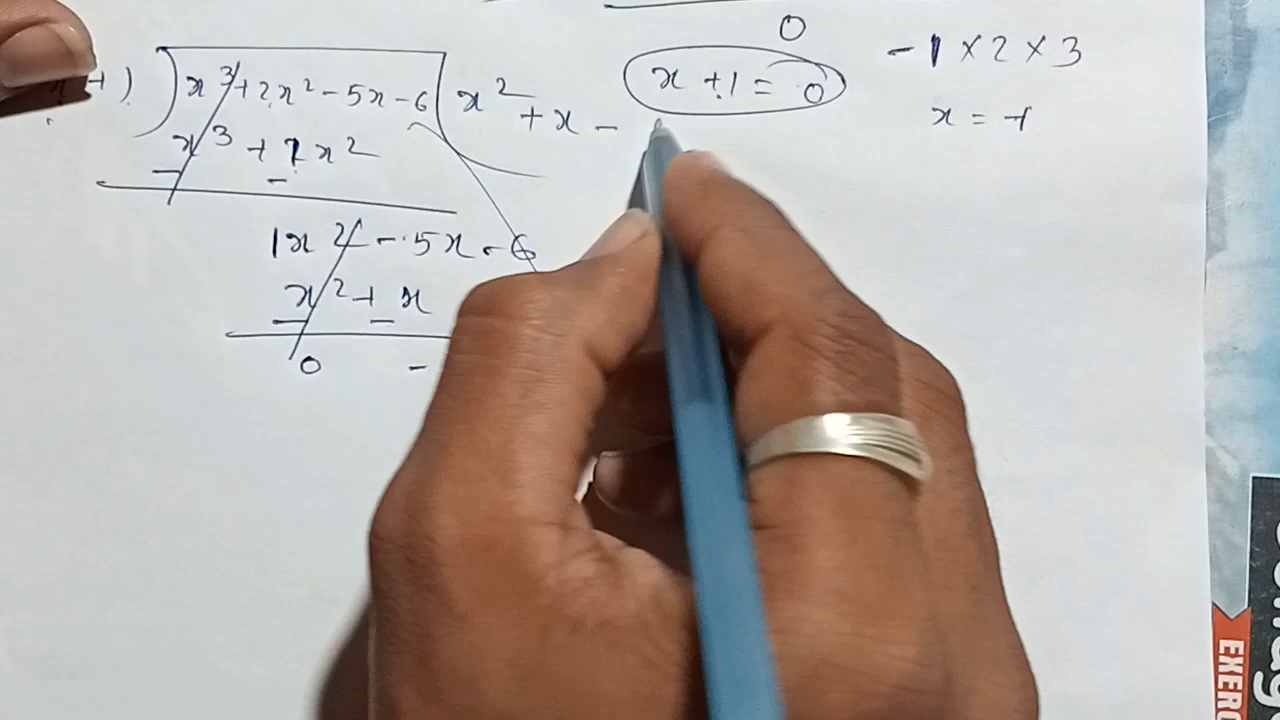 0
x + 1 = 0
- 1 × 2 × 3
x = -1
+1 ) x³ + 2x² - 5x - 6 ( x² + x -
x³ + 1x²
- -
1x² - 5x - 6
x² + x
- -
0 -
EXERC